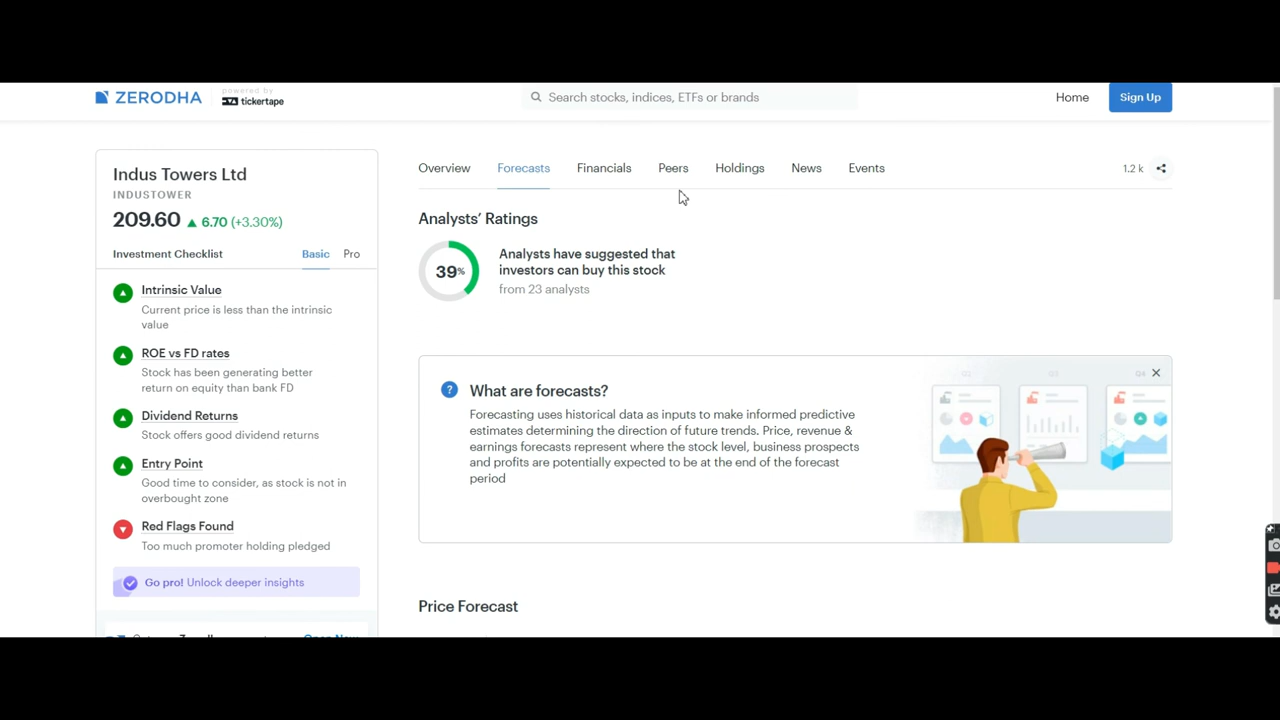 ZERODHA
powered by
tickertape
Search stocks, indices, ETFs or brands
Home
Sign Up
Indus Towers Ltd
INDUSTOWER
209.60 ▲ 6.70 (+3.30%)
Investment Checklist Basic Pro
Intrinsic Value
Current price is less than the intrinsic
value
ROE vs FD rates
Stock has been generating better
return on equity than bank FD
Dividend Returns
Stock offers good dividend returns
Entry Point
Good time to consider, as stock is not in
overbought zone
Red Flags Found
Too much promoter holding pledged
Go pro! Unlock deeper insights
Overview Forecasts Financials Peers Holdings News Events 1.2 k
Analysts' Ratings
39%
Analysts have suggested that
investors can buy this stock
from 23 analysts
? What are forecasts?
Forecasting uses historical data as inputs to make informed predictive
estimates determining the direction of future trends. Price, revenue &
earnings forecasts represent where the stock level, business prospects
and profits are potentially expected to be at the end of the forecast
period
Q2 Q3 Q4
Price Forecast